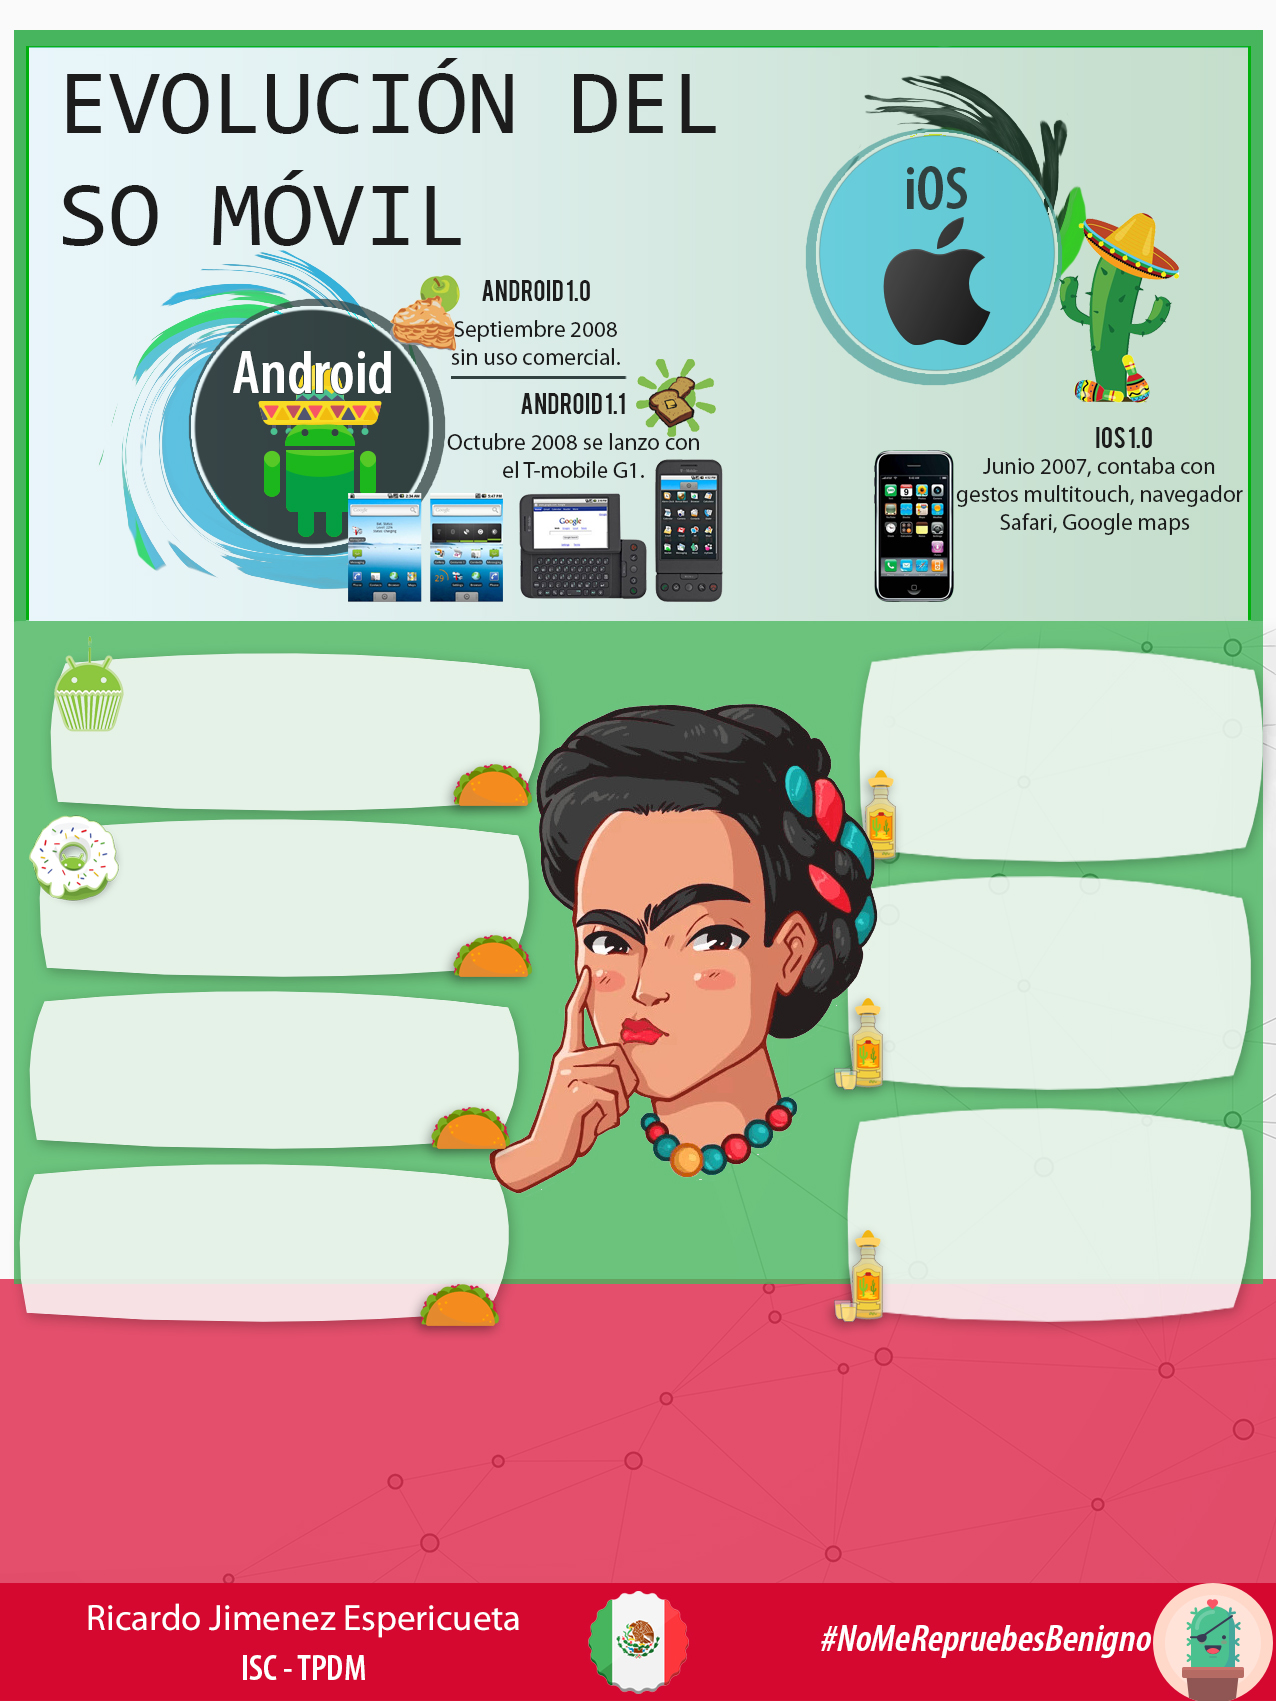 EVOLUCIÓN DEL
SO MÓVIL
iOS
Android
ANDROID 1.0
Septiembre 2008
sin uso comercial.
ANDROID 1.1
Octubre 2008 se lanzo con
el T-mobile G1.
Google
IOS 1.0
Junio 2007, contaba con
gestos multitouch, navegador
Safari, Google maps
Ricardo Jimenez Espericueta
ISC - TPDM
#NoMeRepruebesBenigno